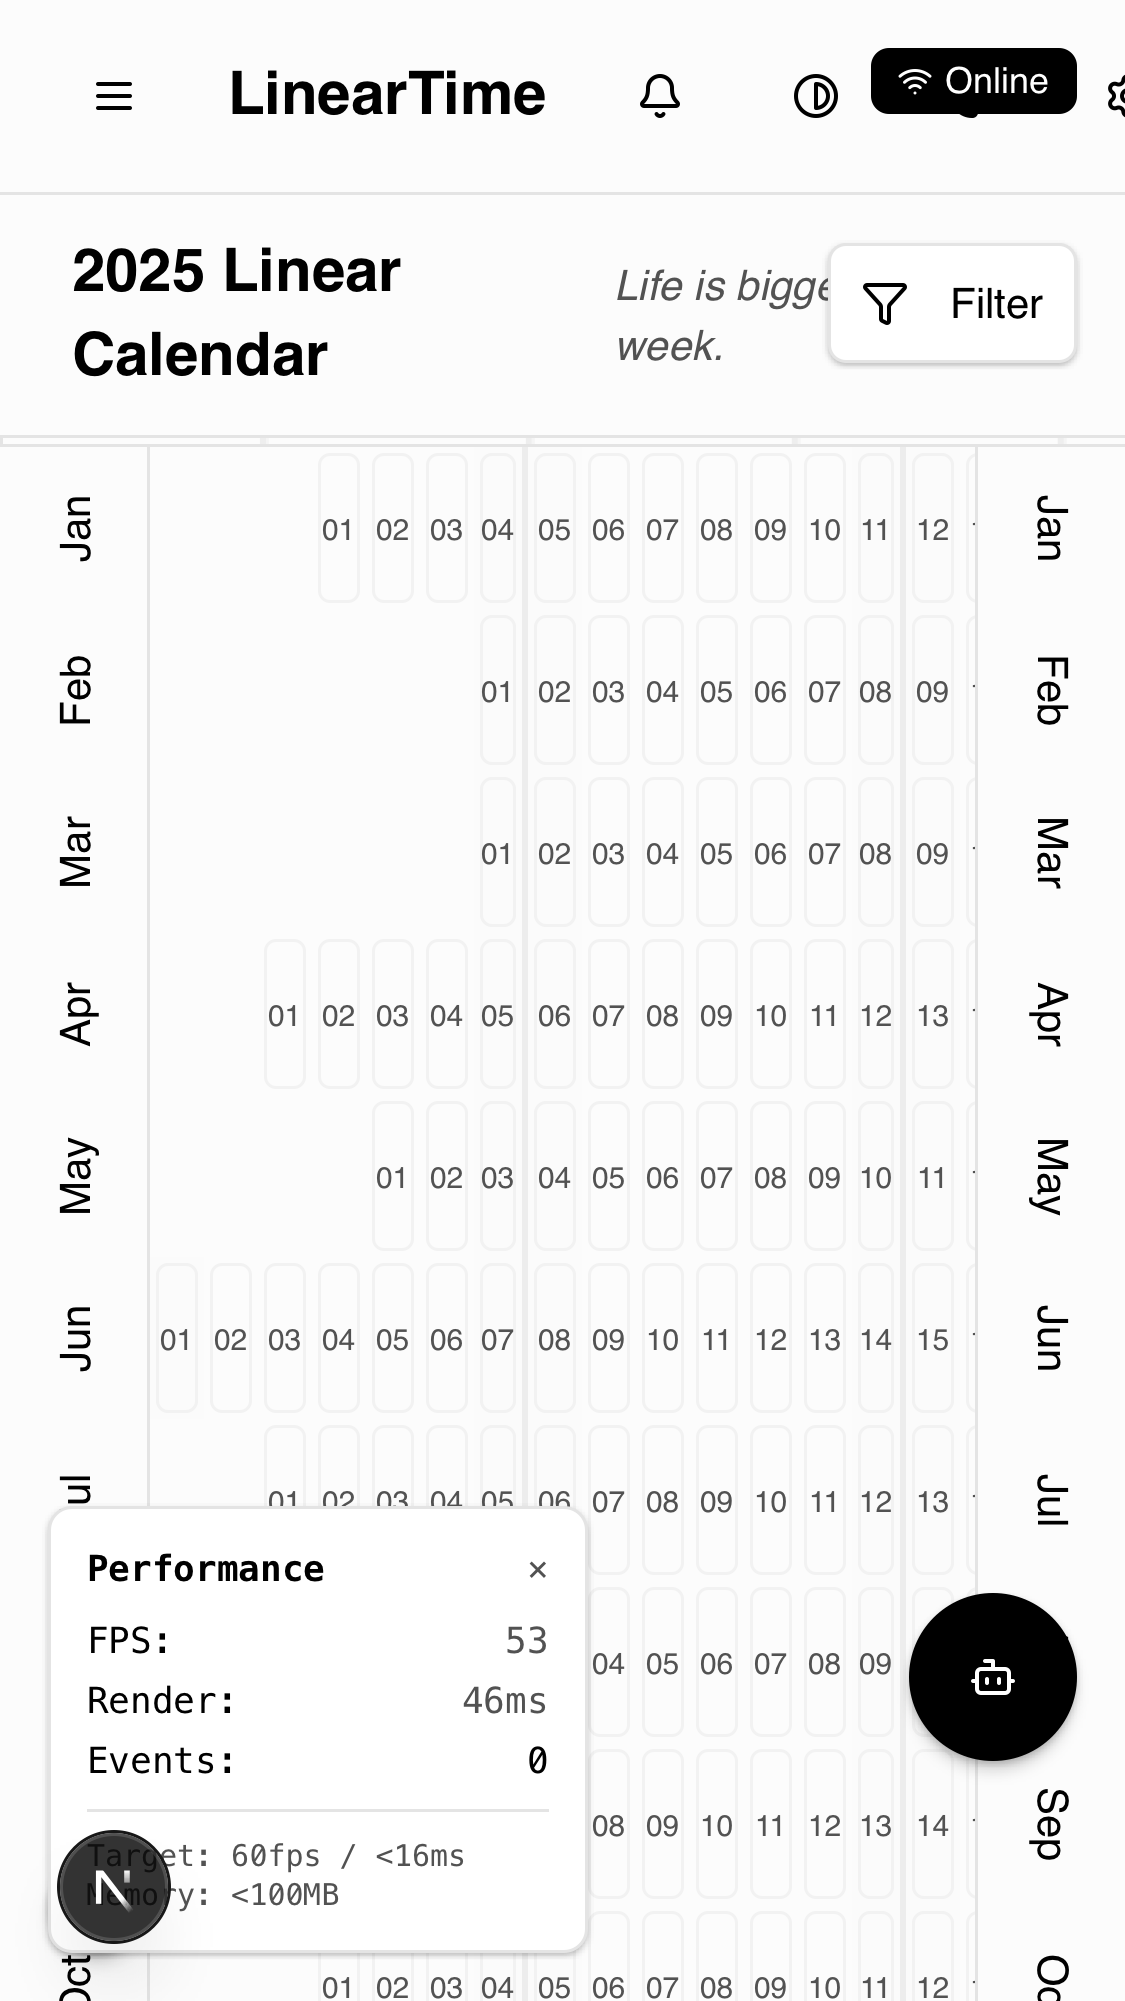 LinearTime
Online
2025 Linear
Calendar
Life is bigge
week.
Filter
Jan 01 02 03 04 05 06 07 08 09 10 11 12 Jan
Feb 01 02 03 04 05 06 07 08 09 Feb
Mar 01 02 03 04 05 06 07 08 09 Mar
Apr 01 02 03 04 05 06 07 08 09 10 11 12 13 Apr
May 01 02 03 04 05 06 07 08 09 10 11 May
Jun 01 02 03 04 05 06 07 08 09 10 11 12 13 14 15 Jun
ul 01 02 03 04 05 06 07 08 09 10 11 12 13 Jul
04 05 06 07 08 09
08 09 10 11 12 13 14 Sep
Oct 01 02 03 04 05 06 07 08 09 10 11 12 Oc
Performance ×
FPS: 53
Render: 46ms
Events: 0
Target: 60fps / <16ms
Memory: <100MB